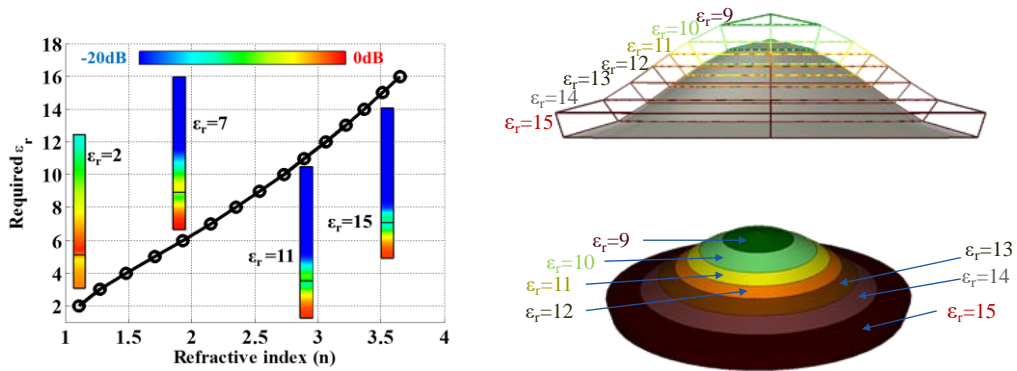 18
16
14
12
10
8
6
4
2
Required εr
-20dB
0dB
εr=2
εr=7
εr =11
εr=15
1
1.5
2
2.5
3
3.5
4
Refractive index (n)
εr=9
εr=10
εr=11
εr=12
εr=13
εr=14
εr=15
εr=9
εr=10
εr=11
εr=12
εr=13
εr=14
εr=15